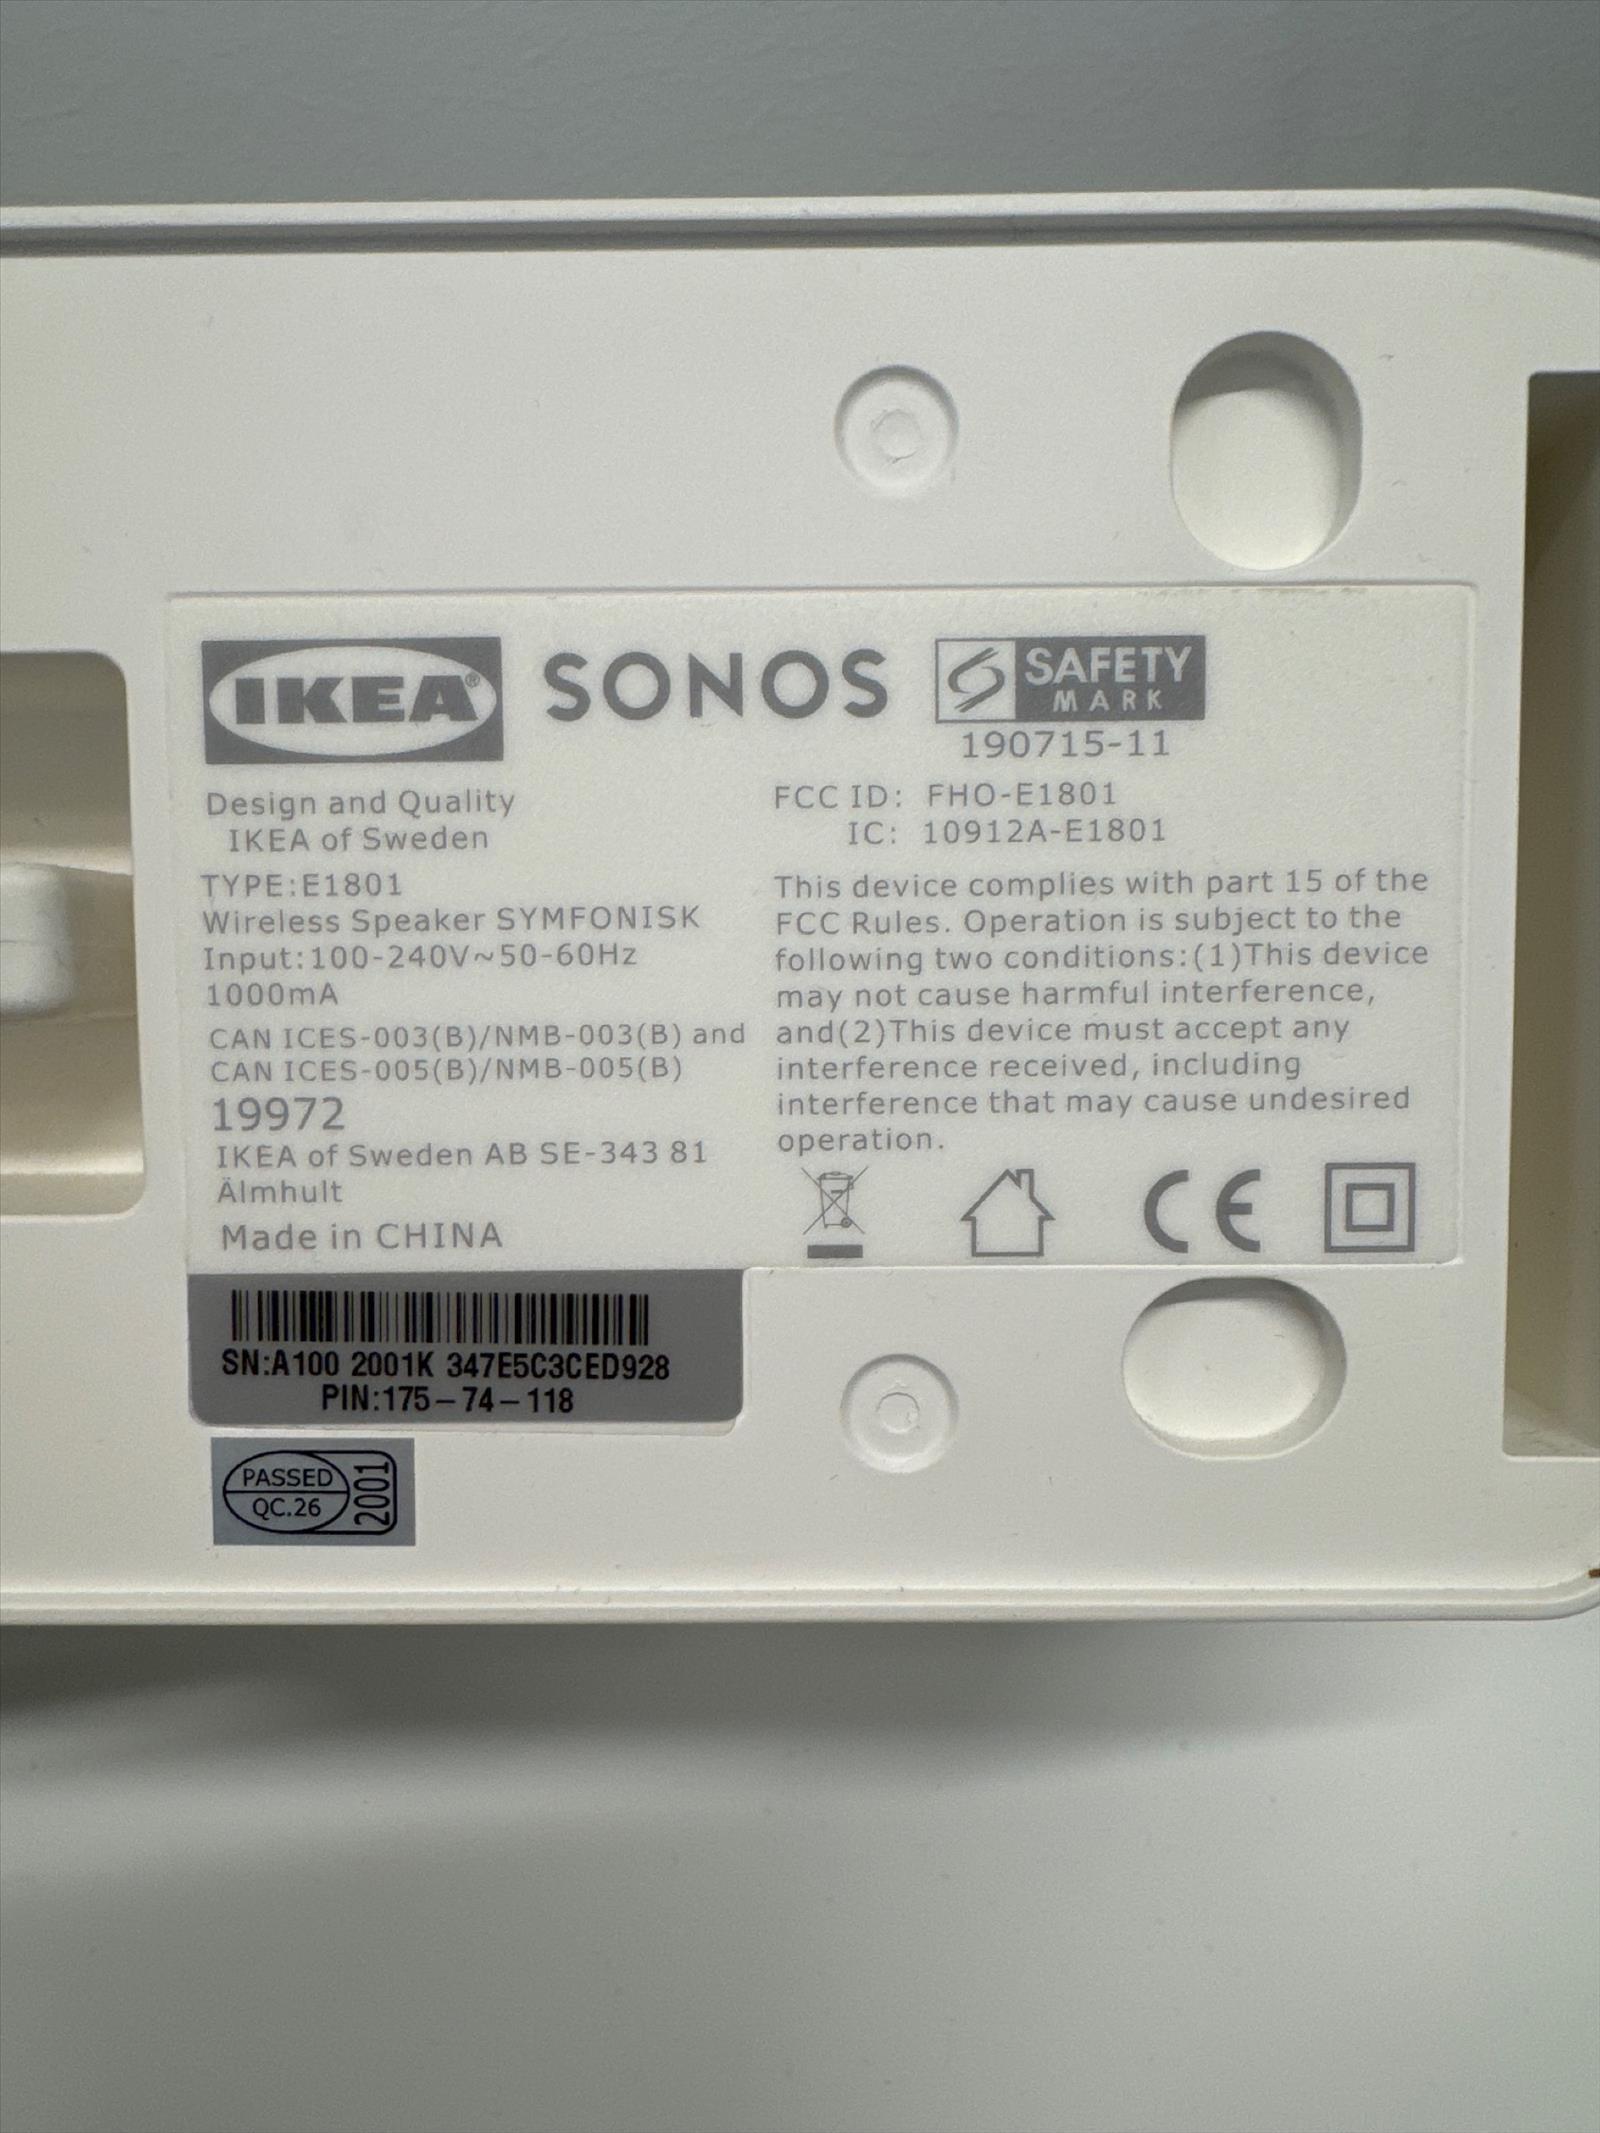 IKEA®
SONOS
SAFETY
MARK
190715-11
Design and Quality
IKEA of Sweden
TYPE:E1801
Wireless Speaker SYMFONISK
Input:100-240V~50-60Hz
1000mA
CAN ICES-003(B)/NMB-003(B) and
CAN ICES-005(B)/NMB-005(B)
19972
IKEA of Sweden AB SE-343 81
Älmhult
Made in CHINA
FCC ID: FHO-E1801
IC: 10912A-E1801
This device complies with part 15 of the
FCC Rules. Operation is subject to the
following two conditions:(1)This device
may not cause harmful interference,
and(2)This device must accept any
interference received, including
interference that may cause undesired
operation.
CE
SN:A100 2001K 347E5C3CED928
PIN:175-74-118
PASSED
QC.26
2001